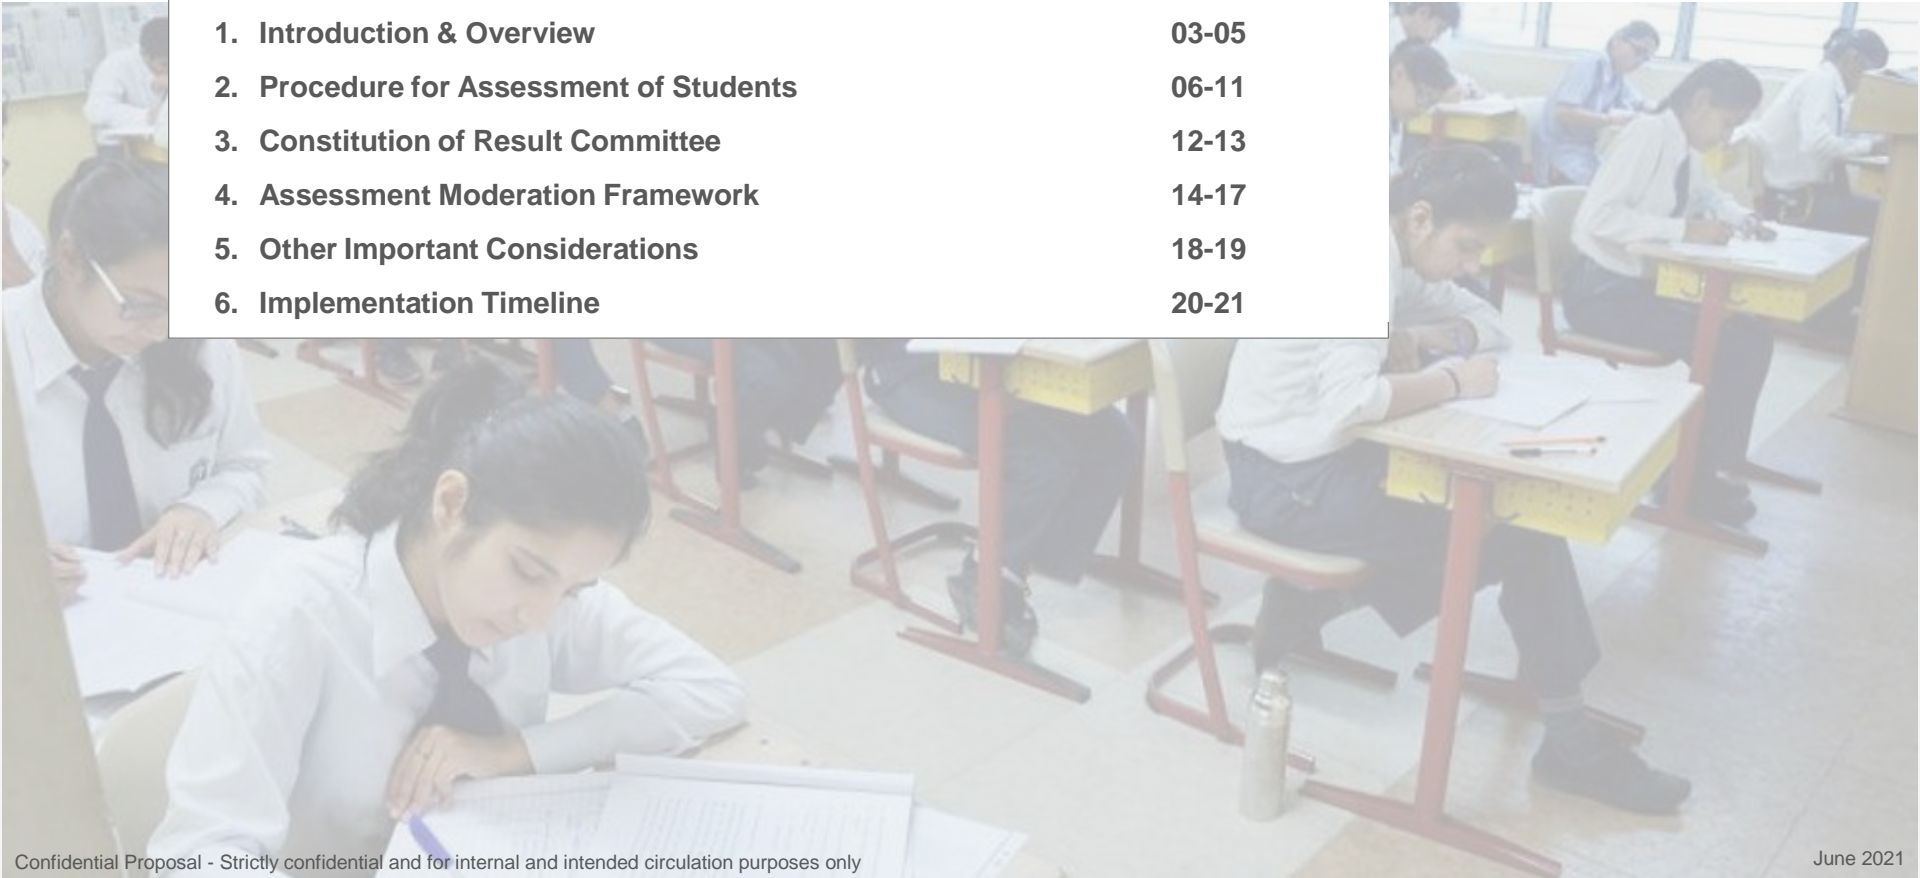 1. Introduction & Overview 03-05
2. Procedure for Assessment of Students 06-11
3. Constitution of Result Committee 12-13
4. Assessment Moderation Framework 14-17
5. Other Important Considerations 18-19
6. Implementation Timeline 20-21
Confidential Proposal - Strictly confidential and for internal and intended circulation purposes only
June 2021